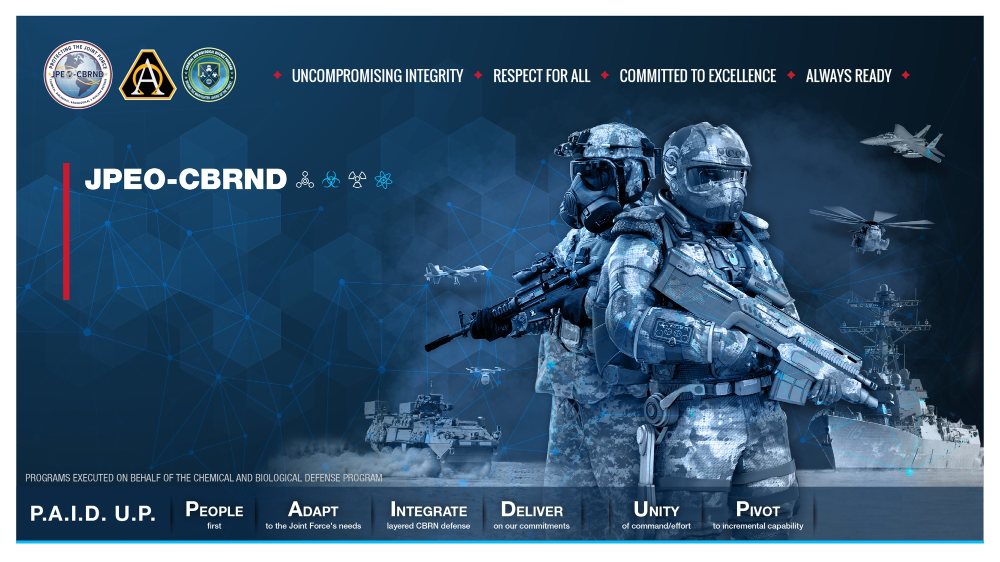 PROTECTING THE JOINT FORCE
JPEO-CBRND
CHEMICAL, BIOLOGICAL, RADIOLOGICAL & NUCLEAR DEFENSE
A
CHEMICAL AND BIOLOGICAL DEFENSE PROGRAM
BEHIND THE WARFIGHTER. AHEAD OF THE THREAT.
UNCOMPROMISING INTEGRITY RESPECT FOR ALL COMMITTED TO EXCELLENCE ALWAYS READY
JPEO-CBRND
PROGRAMS EXECUTED ON BEHALF OF THE CHEMICAL AND BIOLOGICAL DEFENSE PROGRAM
P.A.I.D. U.P.
PEOPLE
first
ADAPT
to the Joint Force's needs
INTEGRATE
layered CBRN defense
DELIVER
on our commitments
UNITY
of command/effort
PIVOT
to incremental capability